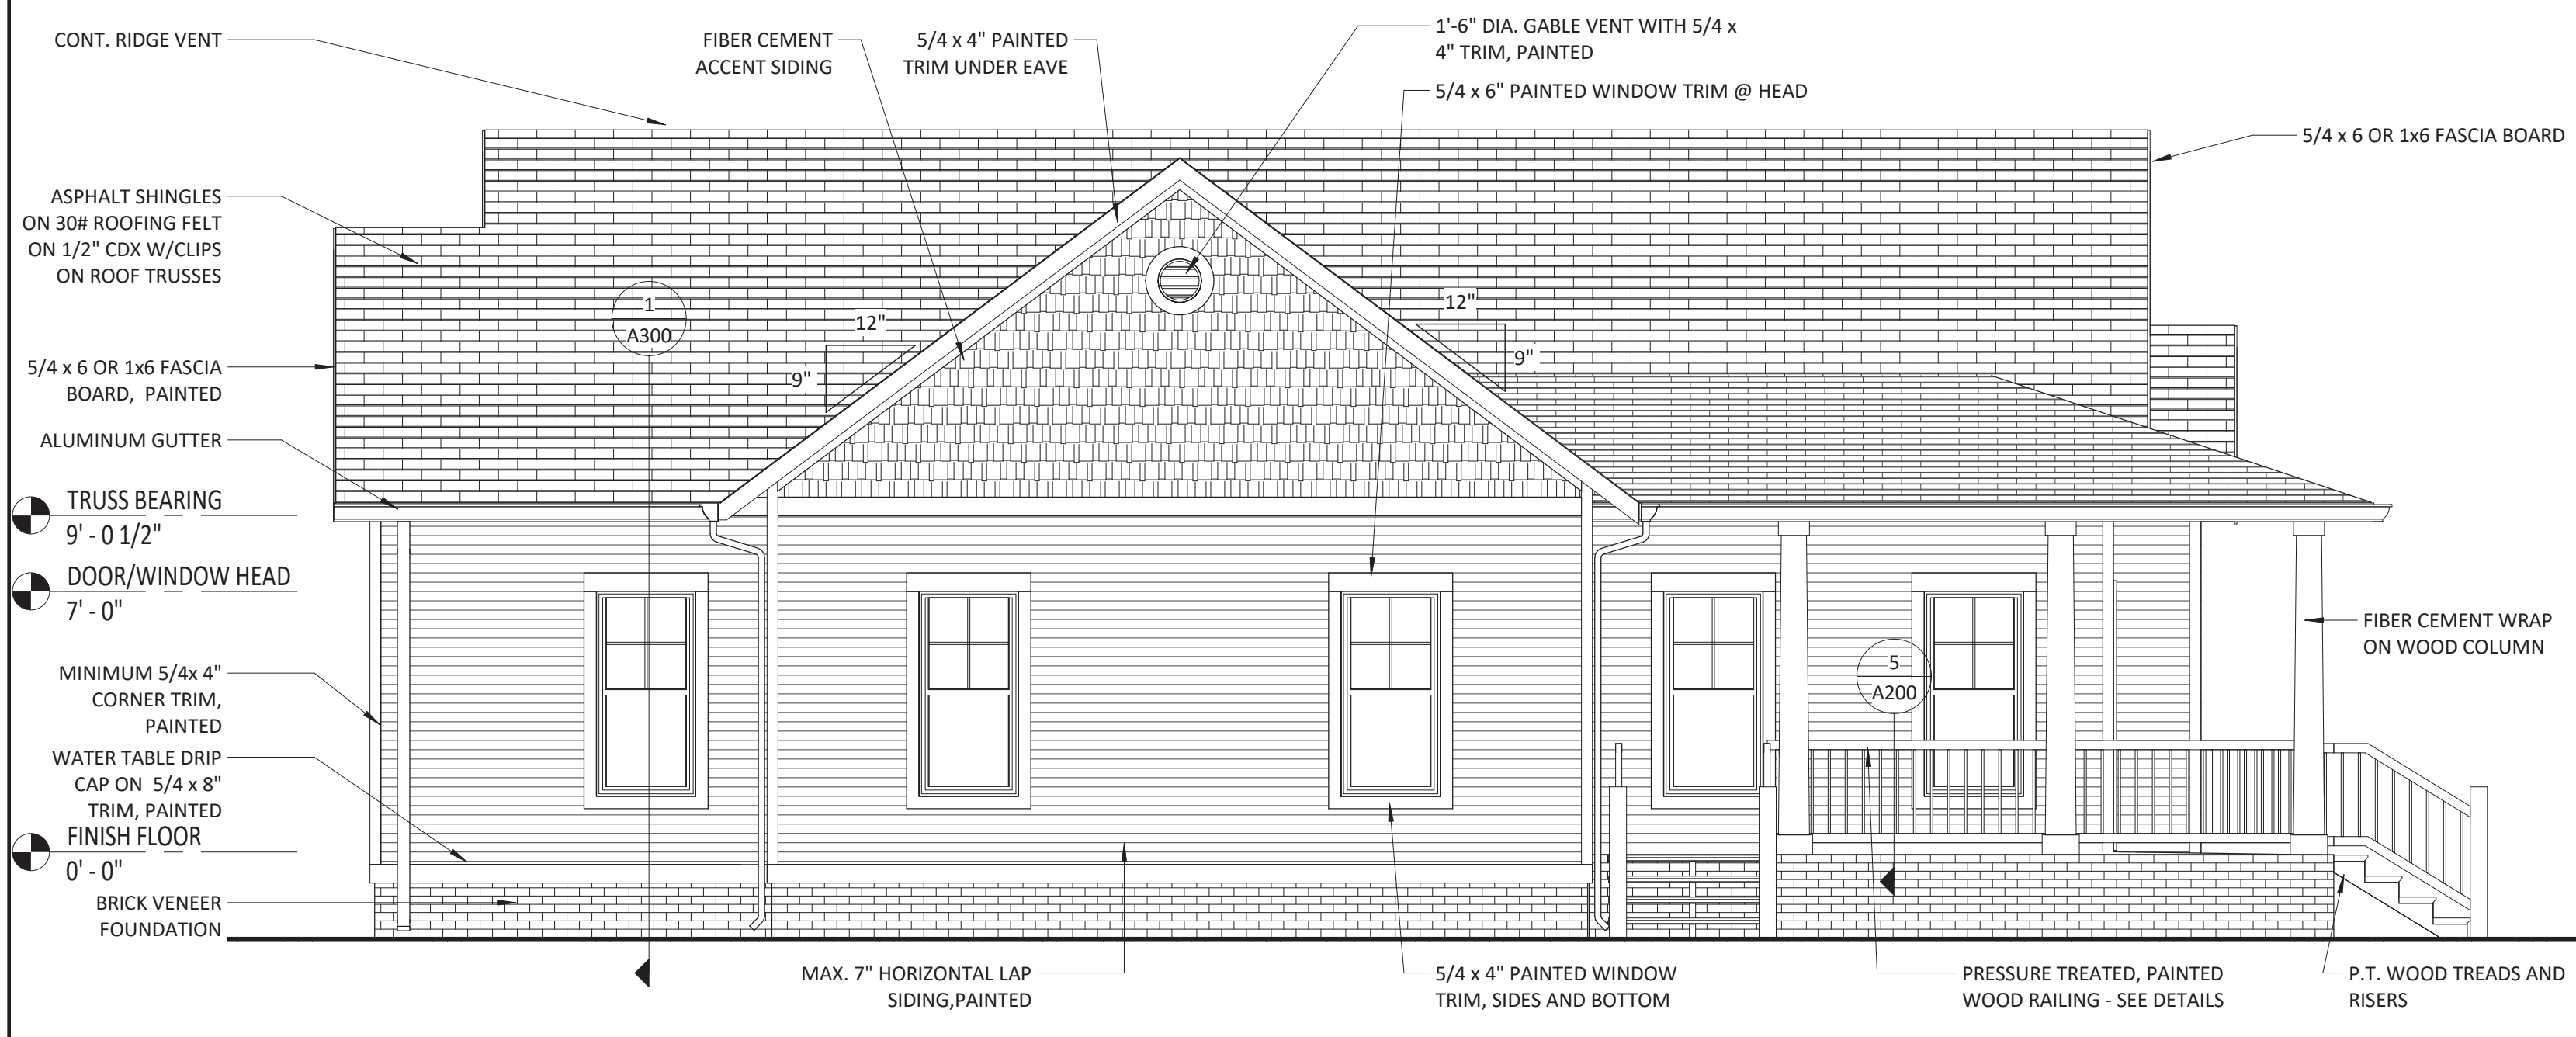 CONT. RIDGE VENT
FIBER CEMENT
ACCENT SIDING
5/4 x 4" PAINTED
TRIM UNDER EAVE
1'-6" DIA. GABLE VENT WITH 5/4 x
4" TRIM, PAINTED
5/4 x 6" PAINTED WINDOW TRIM @ HEAD
5/4 x 6 OR 1x6 FASCIA BOARD
ASPHALT SHINGLES
ON 30# ROOFING FELT
ON 1/2" CDX W/CLIPS
ON ROOF TRUSSES
1
A300
12"
9"
12"
9"
5/4 x 6 OR 1x6 FASCIA
BOARD, PAINTED
ALUMINUM GUTTER
TRUSS BEARING
9' - 0 1/2"
DOOR/WINDOW HEAD
7' - 0"
FIBER CEMENT WRAP
ON WOOD COLUMN
5
A200
MINIMUM 5/4x 4"
CORNER TRIM,
PAINTED
WATER TABLE DRIP
CAP ON 5/4 x 8"
TRIM, PAINTED
FINISH FLOOR
0' - 0"
BRICK VENEER
FOUNDATION
MAX. 7" HORIZONTAL LAP
SIDING,PAINTED
5/4 x 4" PAINTED WINDOW
TRIM, SIDES AND BOTTOM
PRESSURE TREATED, PAINTED
WOOD RAILING - SEE DETAILS
P.T. WOOD TREADS AND
RISERS